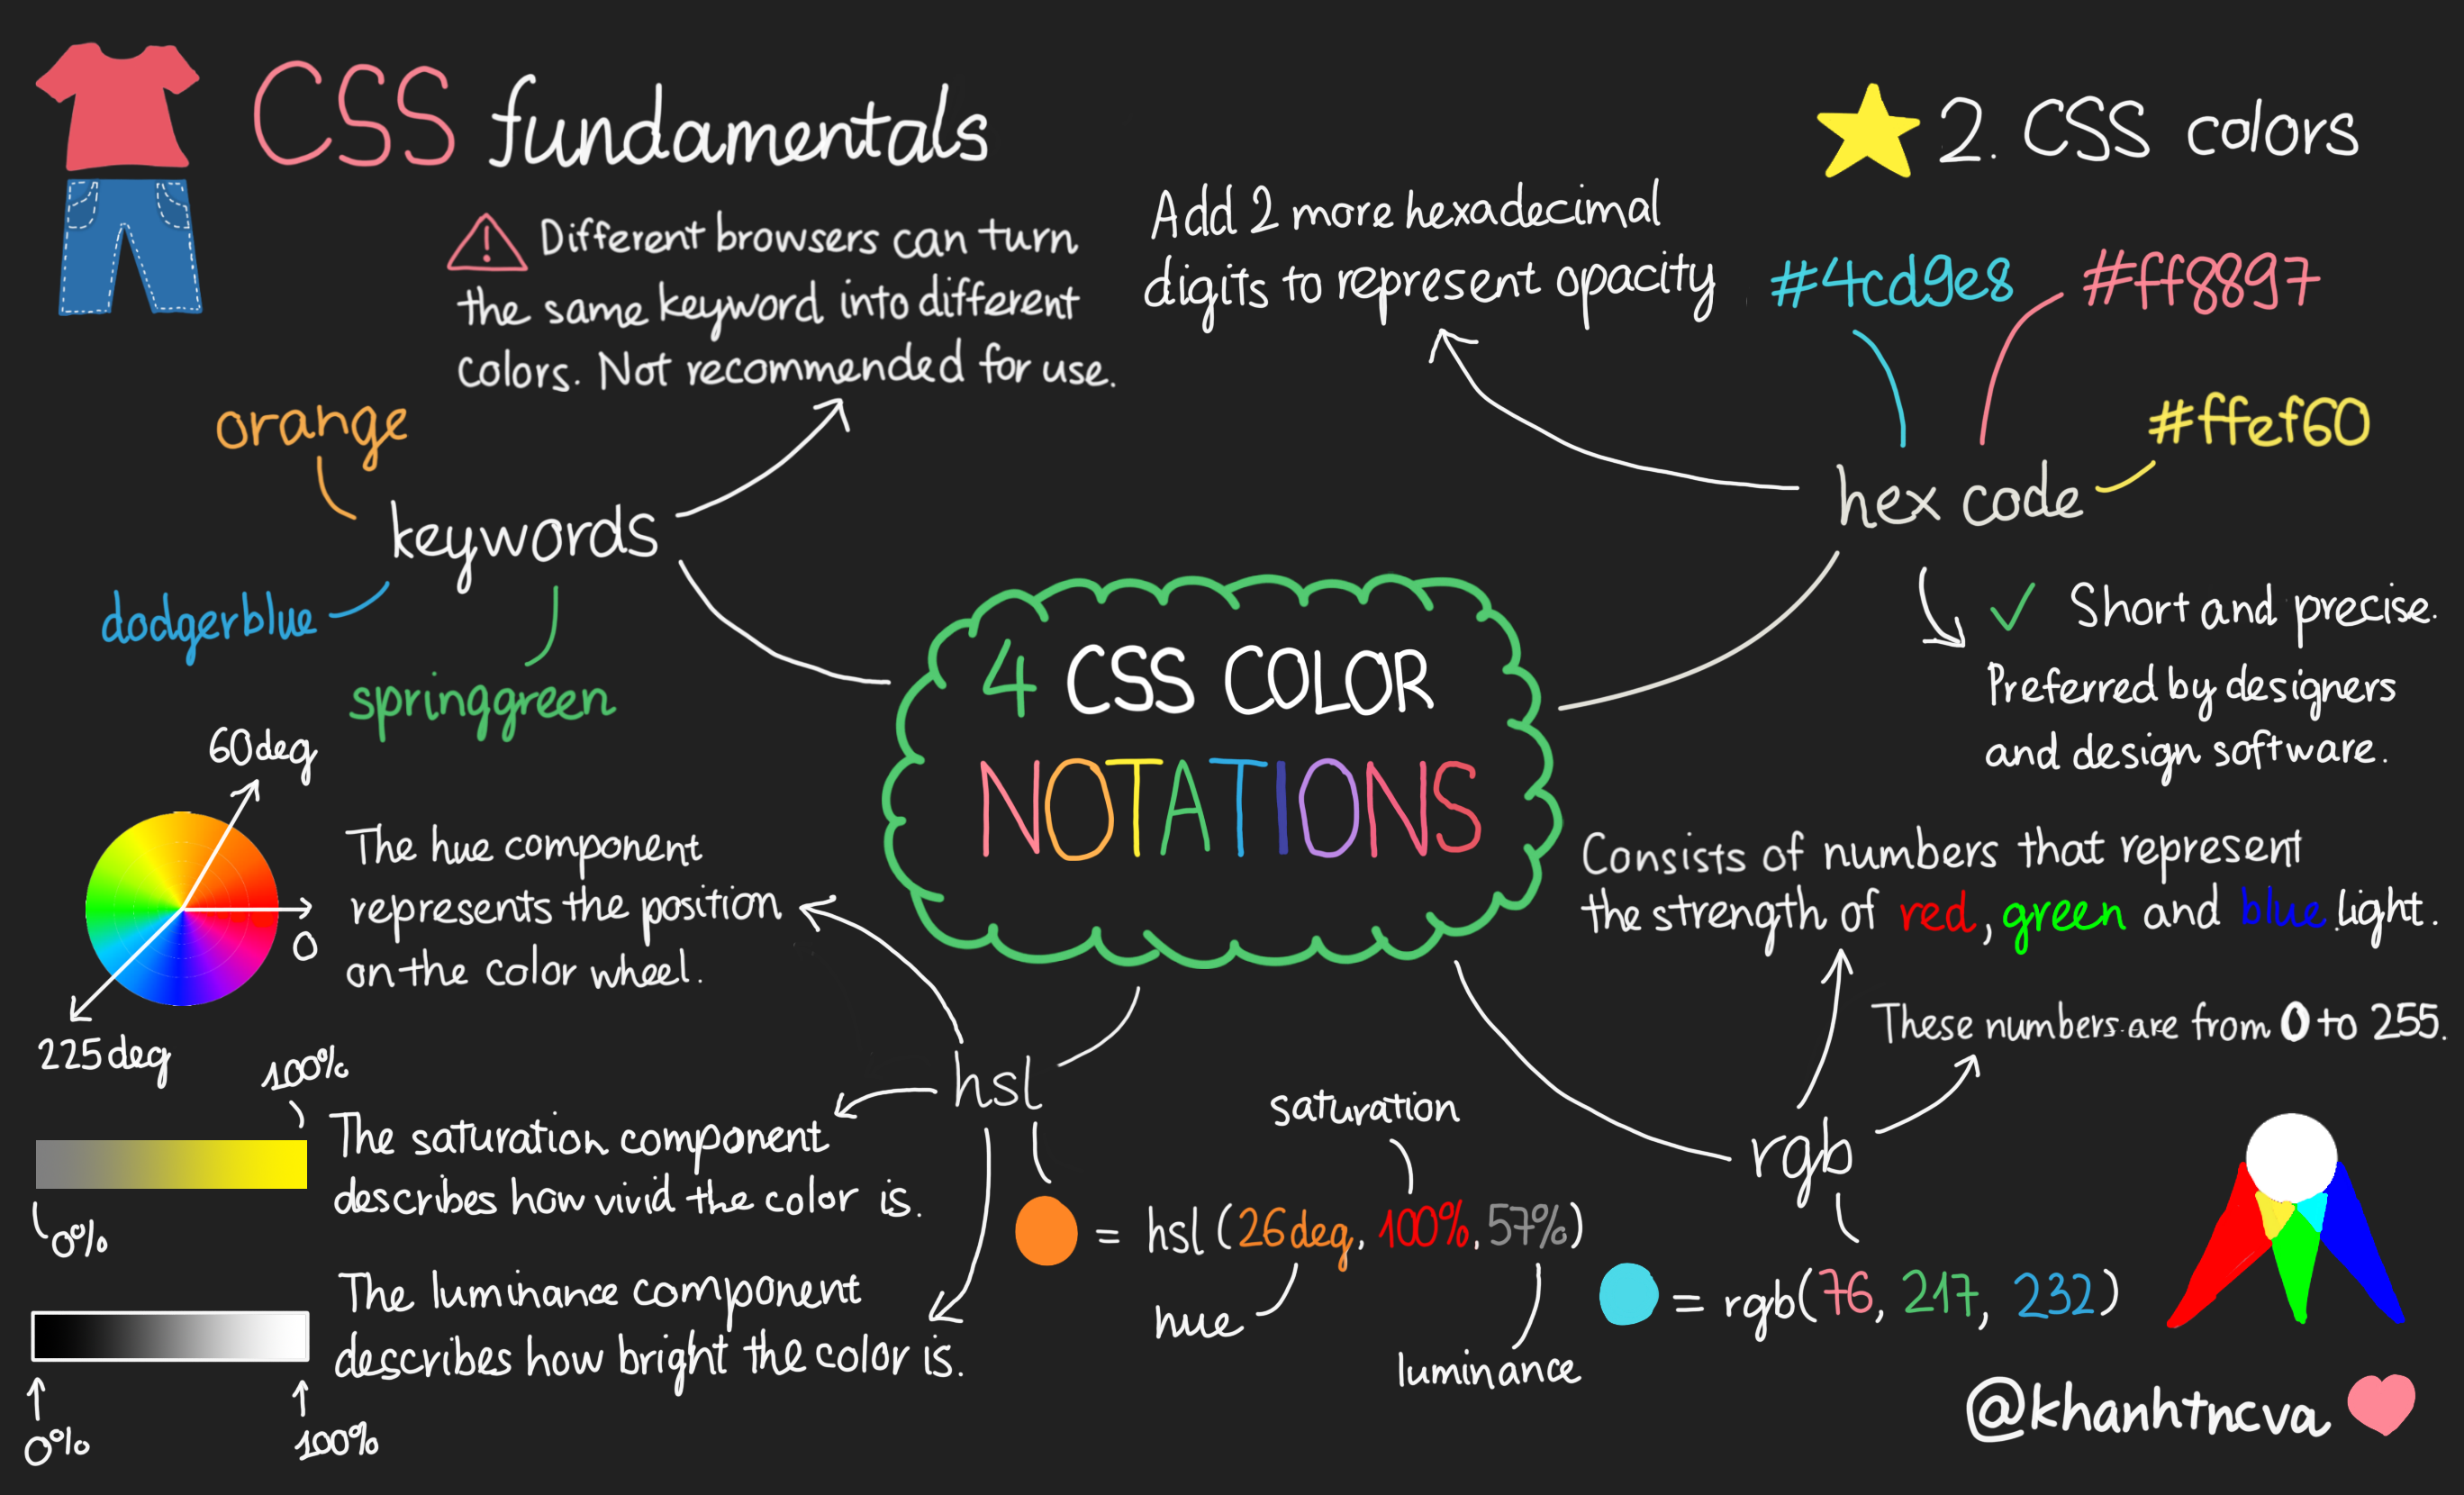 CSS fundamentals
2. CSS colors
Different browsers can turn
the same keyword into different
colors. Not recommended for use.
Add 2 more hexadecimal
digits to represent opacity
#4cd9e8
#ff8897
#ffef60
orange
keywords
dodgerblue
springgreen
hex code
✓ Short and precise.
Preferred by designers
and design software.
4 CSS COLOR
NOTATIONS
60deg
0
225deg
The hue component
represents the position
on the color wheel.
Consists of numbers that represent
the strength of red, green and blue light.
These numbers are from 0 to 255.
hsl
rgb
100%
0%
The saturation component
describes how vivid the color is.
The luminance component
describes how bright the color is.
0%
100%
saturation
= hsl (26deg, 100%, 57%)
hue
luminance
= rgb(76, 217, 232)
@khanhtncva